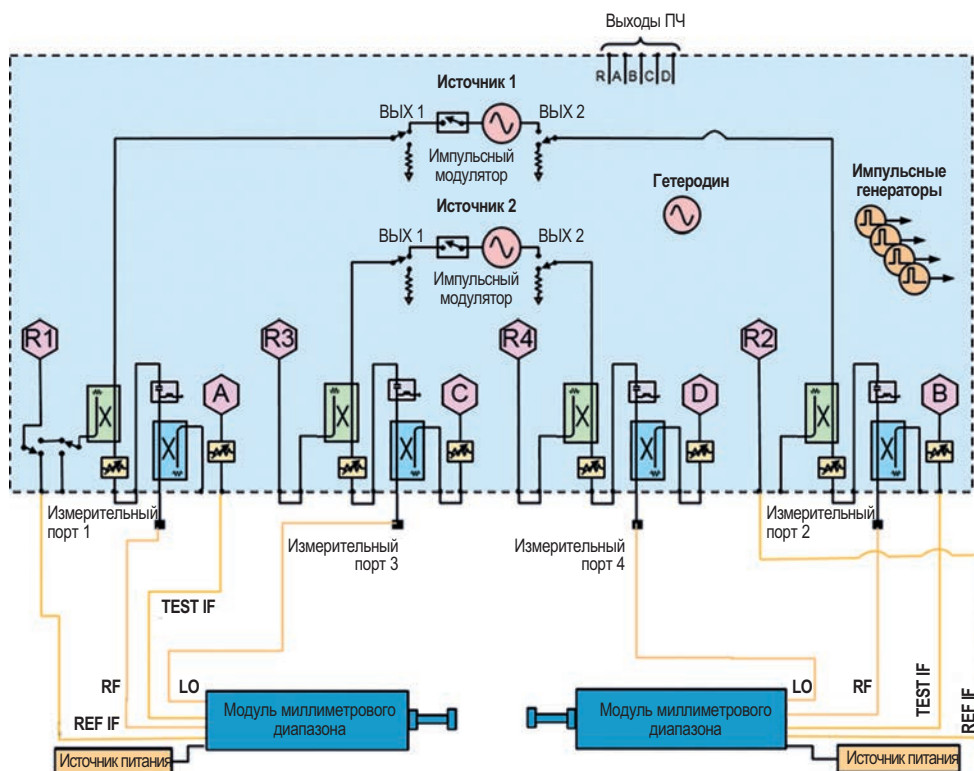 Выходы ПЧ
R A B C D
Источник 1
ВЫХ 1
ВЫХ 2
Импульсный
модулятор
Гетеродин
Импульсные
генераторы
Источник 2
ВЫХ 1
ВЫХ 2
Импульсный
модулятор
R1
R3
R4
R2
A
C
D
B
Измерительный
порт 1
Измерительный
порт 3
Измерительный
порт 4
Измерительный
порт 2
TEST IF
RF
LO
REF IF
Модуль миллиметрового
диапазона
Источник питания
LO
RF
TEST IF
REF IF
Модуль миллиметрового
диапазона
Источник питания